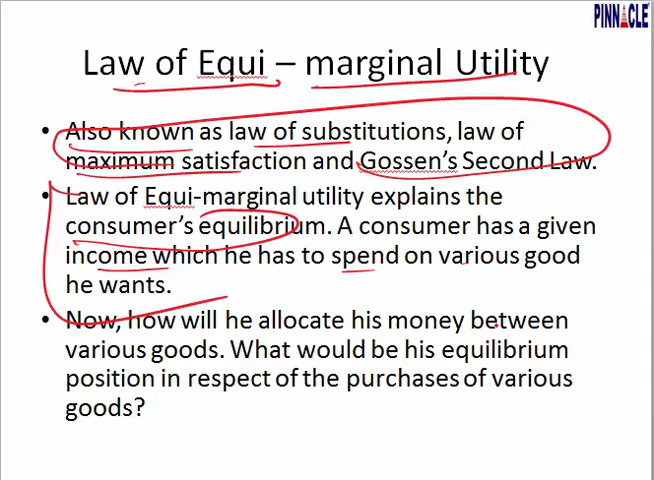 PINNACLE
Law of Equi – marginal Utility
• Also known as law of substitutions, law of
maximum satisfaction and Gossen's Second Law.
• Law of Equi-marginal utility explains the
consumer's equilibrium. A consumer has a given
income which he has to spend on various good
he wants.
• Now, how will he allocate his money between
various goods. What would be his equilibrium
position in respect of the purchases of various
goods?